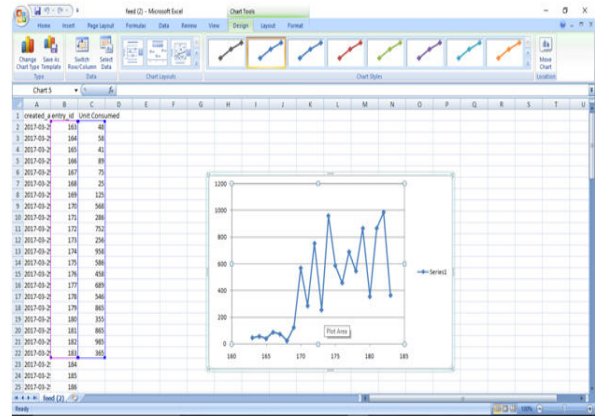 feed (2) - Microsoft Excel Chart Tools
Home Insert Page Layout Formulas Data Review View Design Layout Format
Change Chart Type Save As Template Switch Row/Column Select Data Move Chart
Type Data Chart Layouts Chart Styles Location
Chart 5 fx
A B C D E F G H I J K L M N O P Q R S T U
1 created_a entry_id Unit Consumed
2 2017-03-2 163 48
3 2017-03-2 164 58
4 2017-03-2 165 41
5 2017-03-2 166 89
6 2017-03-2 167 75
7 2017-03-2 168 25
8 2017-03-2 169 125
9 2017-03-2 170 568
10 2017-03-2 171 286
11 2017-03-2 172 752
12 2017-03-2 173 256
13 2017-03-2 174 958
14 2017-03-2 175 586
15 2017-03-2 176 458
16 2017-03-2 177 689
17 2017-03-2 178 546
18 2017-03-2 179 865
19 2017-03-2 180 355
20 2017-03-2 181 865
21 2017-03-2 182 985
22 2017-03-2 183 365
23 2017-03-2 184
24 2017-03-2 185
25 2017-03-2 186
1200
1000
800
600
400
200
0
160 165 170 175 180 185
Series1
Plot Area
feed (2)
Ready 100%